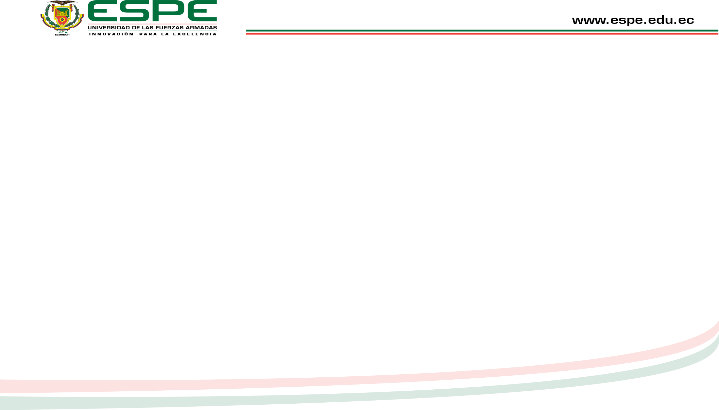 ESPE
UNIVERSIDAD DE LAS FUERZAS ARMADAS
INNOVACIÓN PARA LA EXCELENCIA
www.espe.edu.ec